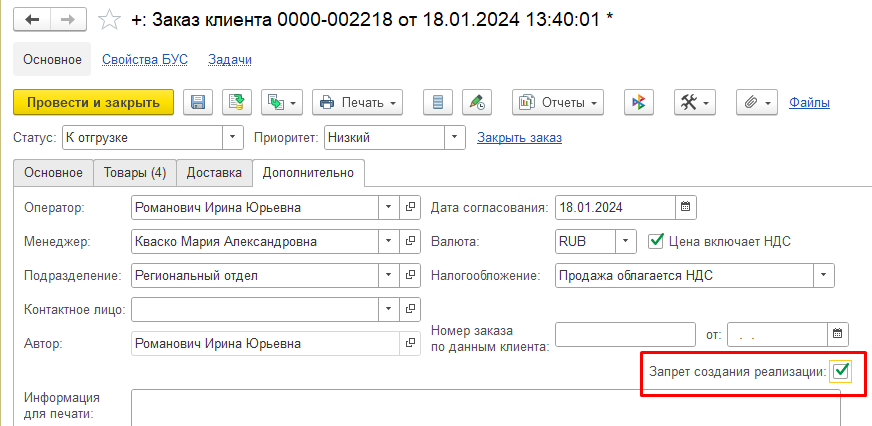 +: Заказ клиента 0000-002218 от 18.01.2024 13:40:01 *
Основное Свойства БУС Задачи
Провести и закрыть Печать Отчеты Файлы
Статус: К отгрузке Приоритет: Низкий Закрыть заказ
Основное Товары (4) Доставка Дополнительно
Оператор: Романович Ирина Юрьевна Дата согласования: 18.01.2024
Менеджер: Кваско Мария Александровна Валюта: RUB Цена включает НДС
Подразделение: Региональный отдел Налогообложение: Продажа облагается НДС
Контактное лицо:
Номер заказа
по данным клиента: от: . .
Автор: Романович Ирина Юрьевна
Запрет создания реализации:
Информация
для печати: